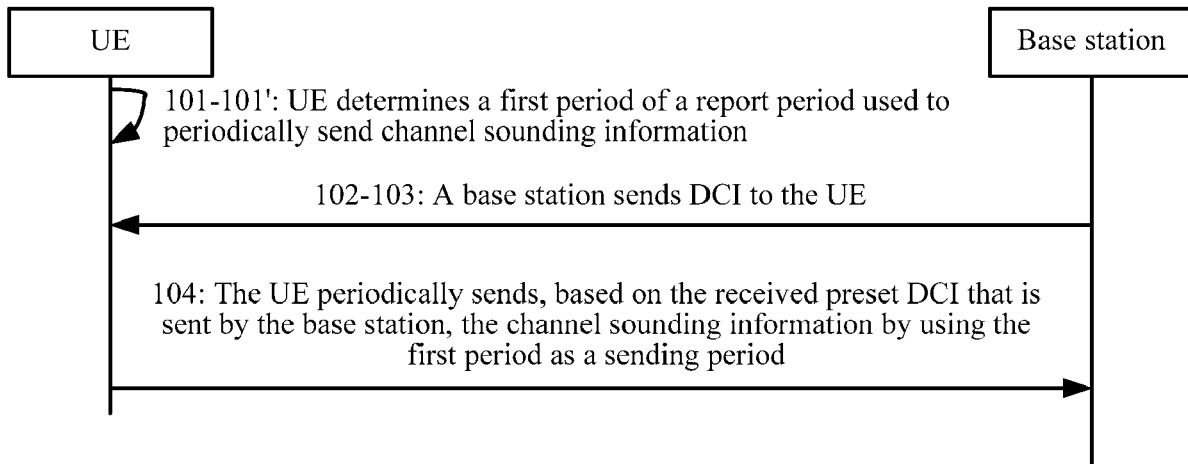 UE
Base station
101-101': UE determines a first period of a report period used to
periodically send channel sounding information
102-103: A base station sends DCI to the UE
104: The UE periodically sends, based on the received preset DCI that is
sent by the base station, the channel sounding information by using the
first period as a sending period